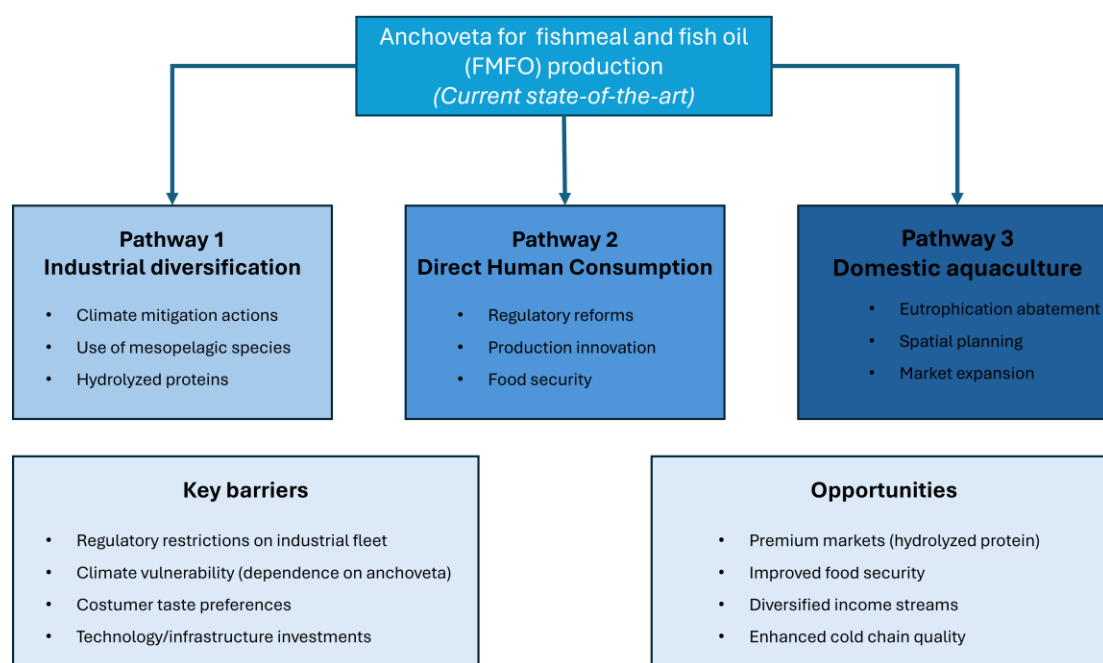 Anchoveta for fishmeal and fish oil
(FMFO) production
(Current state-of-the-art)
Pathway 1
Industrial diversification
• Climate mitigation actions
• Use of mesopelagic species
• Hydrolyzed proteins
Pathway 2
Direct Human Consumption
• Regulatory reforms
• Production innovation
• Food security
Pathway 3
Domestic aquaculture
• Eutrophication abatement
• Spatial planning
• Market expansion
Key barriers
• Regulatory restrictions on industrial fleet
• Climate vulnerability (dependence on anchoveta)
• Costumer taste preferences
• Technology/infrastructure investments
Opportunities
• Premium markets (hydrolyzed protein)
• Improved food security
• Diversified income streams
• Enhanced cold chain quality